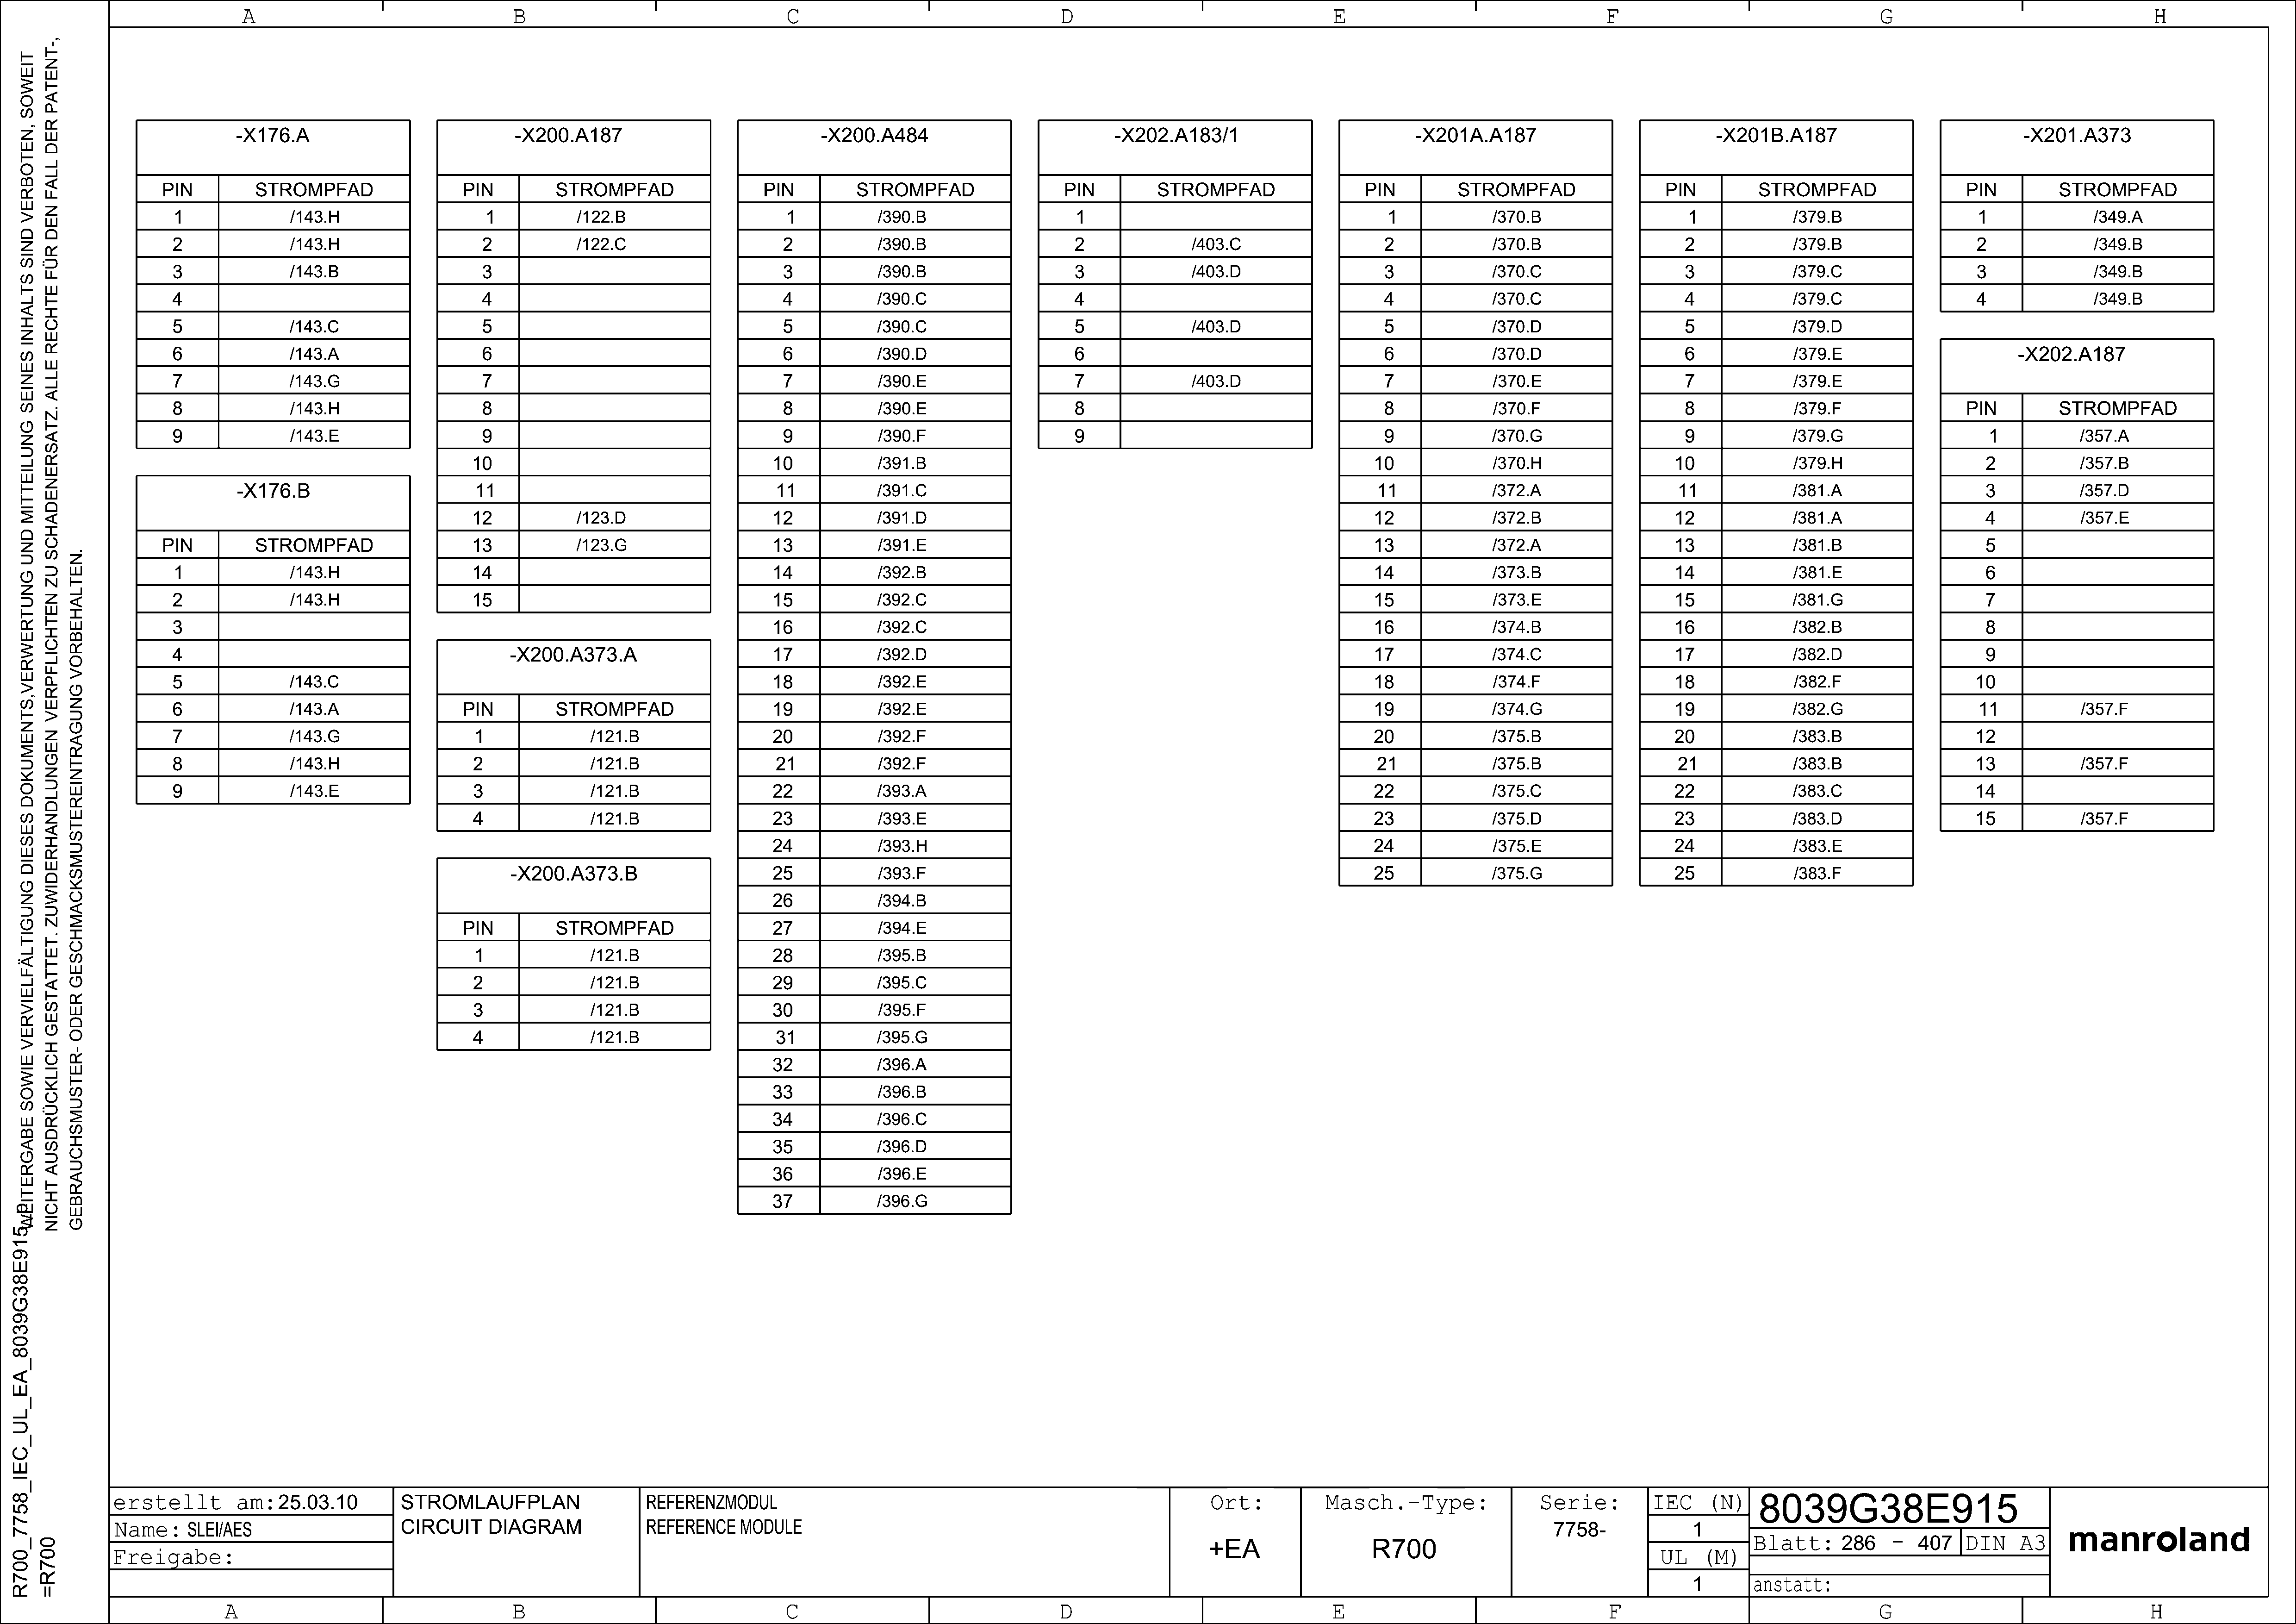 A B C D E F G H
WEITERGABE SOWIE VERVIELFÄLTIGUNG DIESES DOKUMENTS,VERWERTUNG UND MITTEILUNG SEINES INHALTS SIND VERBOTEN, SOWEIT
NICHT AUSDRÜCKLICH GESTATTET. ZUWIDERHANDLUNGEN VERPFLICHTEN ZU SCHADENERSATZ. ALLE RECHTE FÜR DEN FALL DER PATENT-,
GEBRAUCHSMUSTER- ODER GESCHMACKSMUSTEREINTRAGUNG VORBEHALTEN.
R700_7758_IEC_UL_EA_8039G38E915_D
=R700
-X176.A
PIN STROMPFAD
1 /143.H
2 /143.H
3 /143.B
4
5 /143.C
6 /143.A
7 /143.G
8 /143.H
9 /143.E
-X176.B
PIN STROMPFAD
1 /143.H
2 /143.H
3
4
5 /143.C
6 /143.A
7 /143.G
8 /143.H
9 /143.E
-X200.A187
PIN STROMPFAD
1 /122.B
2 /122.C
3
4
5
6
7
8
9
10
11
12 /123.D
13 /123.G
14
15
-X200.A373.A
PIN STROMPFAD
1 /121.B
2 /121.B
3 /121.B
4 /121.B
-X200.A373.B
PIN STROMPFAD
1 /121.B
2 /121.B
3 /121.B
4 /121.B
-X200.A484
PIN STROMPFAD
1 /390.B
2 /390.B
3 /390.B
4 /390.C
5 /390.C
6 /390.D
7 /390.E
8 /390.E
9 /390.F
10 /391.B
11 /391.C
12 /391.D
13 /391.E
14 /392.B
15 /392.C
16 /392.C
17 /392.D
18 /392.E
19 /392.E
20 /392.F
21 /392.F
22 /393.A
23 /393.E
24 /393.H
25 /393.F
26 /394.B
27 /394.E
28 /395.B
29 /395.C
30 /395.F
31 /395.G
32 /396.A
33 /396.B
34 /396.C
35 /396.D
36 /396.E
37 /396.G
-X202.A183/1
PIN STROMPFAD
1
2 /403.C
3 /403.D
4
5 /403.D
6
7 /403.D
8
9
-X201A.A187
PIN STROMPFAD
1 /370.B
2 /370.B
3 /370.C
4 /370.C
5 /370.D
6 /370.D
7 /370.E
8 /370.F
9 /370.G
10 /370.H
11 /372.A
12 /372.B
13 /372.A
14 /373.B
15 /373.E
16 /374.B
17 /374.C
18 /374.F
19 /374.G
20 /375.B
21 /375.B
22 /375.C
23 /375.D
24 /375.E
25 /375.G
-X201B.A187
PIN STROMPFAD
1 /379.B
2 /379.B
3 /379.C
4 /379.C
5 /379.D
6 /379.E
7 /379.E
8 /379.F
9 /379.G
10 /379.H
11 /381.A
12 /381.A
13 /381.B
14 /381.E
15 /381.G
16 /382.B
17 /382.D
18 /382.F
19 /382.G
20 /383.B
21 /383.B
22 /383.C
23 /383.D
24 /383.E
25 /383.F
-X201.A373
PIN STROMPFAD
1 /349.A
2 /349.B
3 /349.B
4 /349.B
-X202.A187
PIN STROMPFAD
1 /357.A
2 /357.B
3 /357.D
4 /357.E
5
6
7
8
9
10
11 /357.F
12
13 /357.F
14
15 /357.F
erstellt am: 25.03.10
Name: SLEI/AES
Freigabe:
STROMLAUFPLAN
CIRCUIT DIAGRAM
REFERENZMODUL
REFERENCE MODULE
Ort:
+EA
Masch.-Type:
R700
Serie:
7758-
IEC (N)
1
UL (M)
1
8039G38E915
Blatt: 286 - 407 DIN A3
anstatt:
manroland
A B C D E F G H